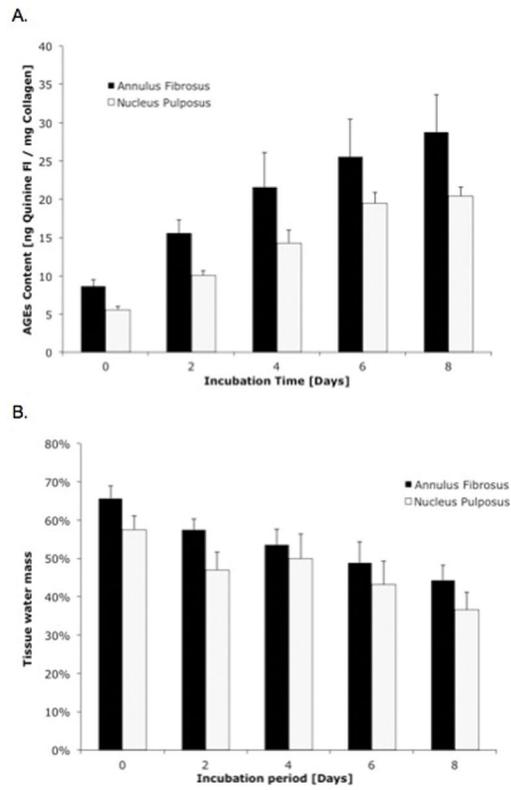 A.
AGEs Content [ng Quinine Fl / mg Collagen]
40
35
30
25
20
15
10
5
0
Annulus Fibrosus
Nucleus Pulposus
0 2 4 6 8
Incubation Time [Days]
B.
Tissue water mass
80%
70%
60%
50%
40%
30%
20%
10%
0%
Annulus Fibrosus
Nucleus Pulposus
0 2 4 6 8
Incubation period [Days]